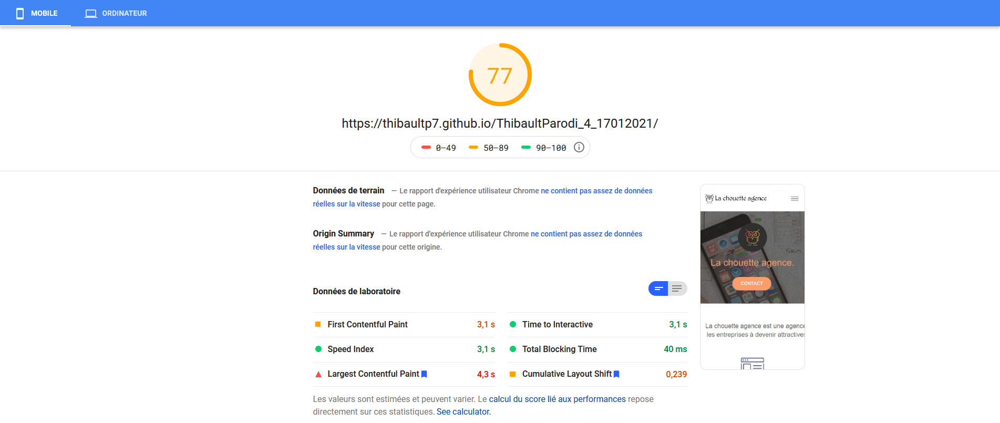 MOBILE
ORDINATEUR
77
https://thibaultp7.github.io/ThibaultParodi_4_17012021/
0–49 50–89 90–100
Données de terrain — Le rapport d'expérience utilisateur Chrome ne contient pas assez de données
réelles sur la vitesse pour cette page.
Origin Summary — Le rapport d'expérience utilisateur Chrome ne contient pas assez de données
réelles sur la vitesse pour cette origine.
Données de laboratoire
First Contentful Paint 3,1 s
Time to Interactive 3,1 s
Speed Index 3,1 s
Total Blocking Time 40 ms
Largest Contentful Paint 4,3 s
Cumulative Layout Shift 0,239
Les valeurs sont estimées et peuvent varier. Le calcul du score lié aux performances repose
directement sur ces statistiques. See calculator.
La chouette agence
La chouette agence.
CONTACT
La chouette agence est une agence
les entreprises à devenir attractives